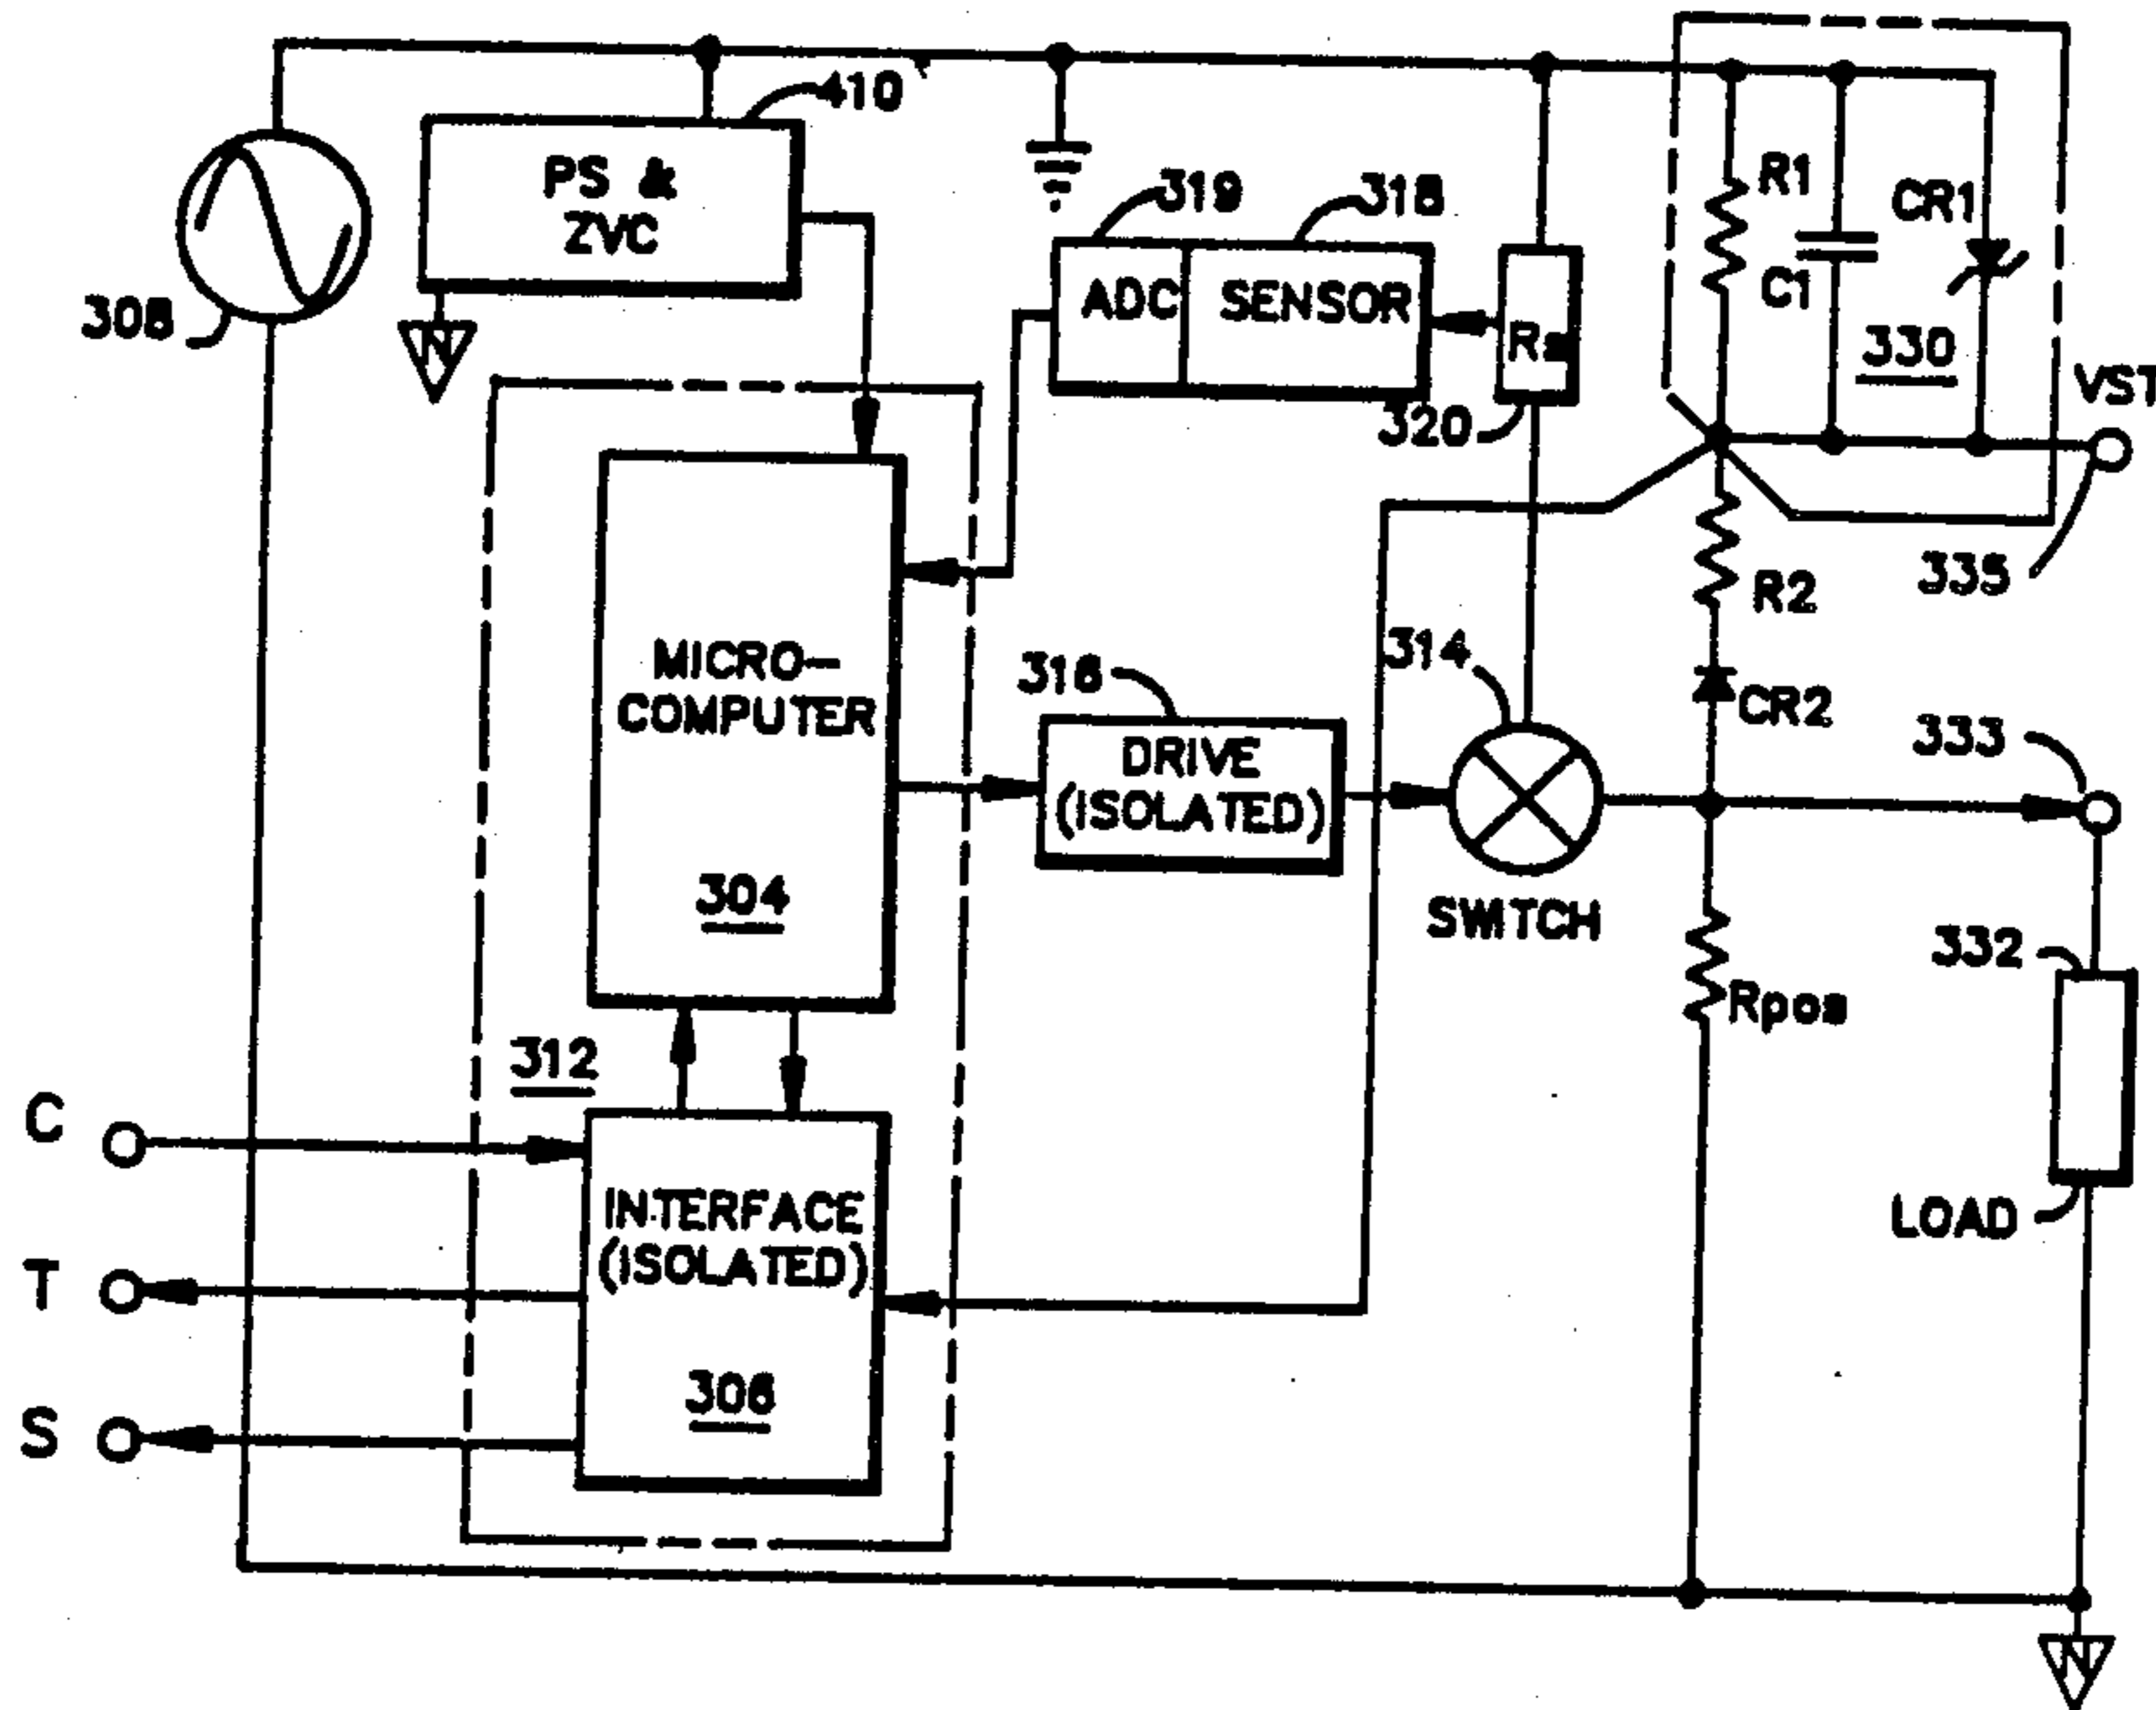 410
PS &
ZVC
308
N
319
318
ADC
SENSOR
320
R1
C1
CR1
330
VST
335
R2
CR2
MICRO-
COMPUTER
304
316
DRIVE
(ISOLATED)
314
SWITCH
333
332
Rpos
LOAD
312
C
T
S
INTERFACE
(ISOLATED)
306
N